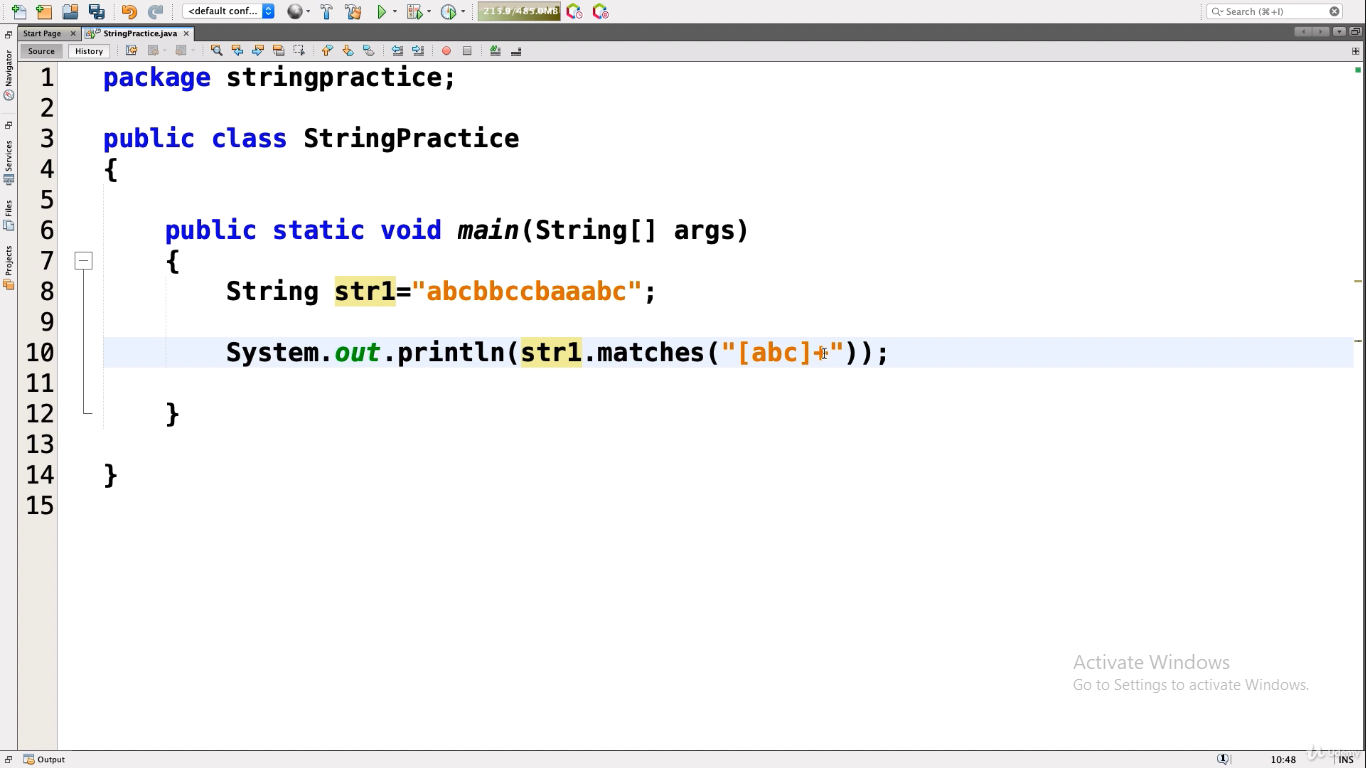 <default conf...
215.9/485.0MB
Search (⌘+I)
Start Page
StringPractice.java
Source
History
Navigator
Services
Files
Projects
1 package stringpractice;
2
3 public class StringPractice
4 {
5
6 public static void main(String[] args)
7 {
8 String str1="abcbbccbaaabc";
9
10 System.out.println(str1.matches("[abc]+"));
11
12 }
13
14 }
15
Activate Windows
Go to Settings to activate Windows.
Output
1
10:48
INS
Udemy